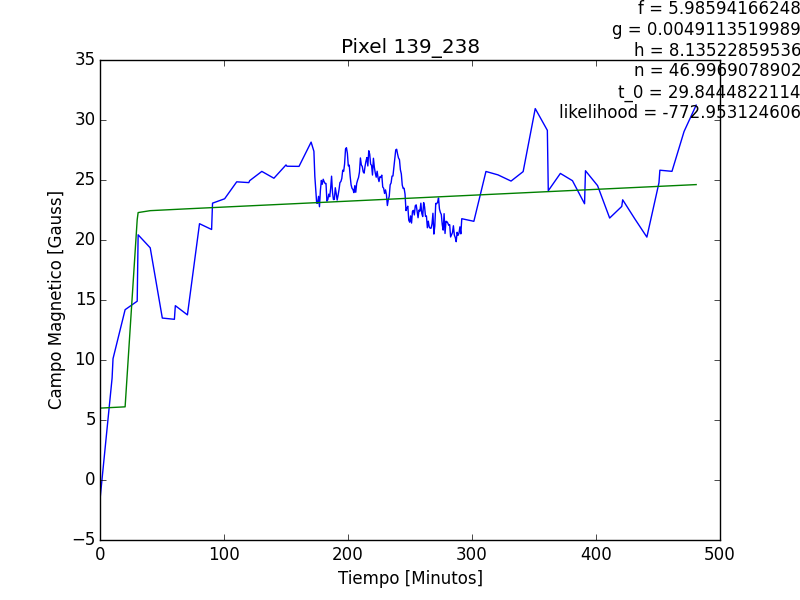 f = 5.98594166248
g = 0.0049113519989
h = 8.13522859536
n = 46.9969078902
t_0 = 29.8444822114
likelihood = -772.953124606
Pixel 139_238
35
30
25
20
15
10
5
0
−5
Campo Magnetico [Gauss]
0 100 200 300 400 500
Tiempo [Minutos]